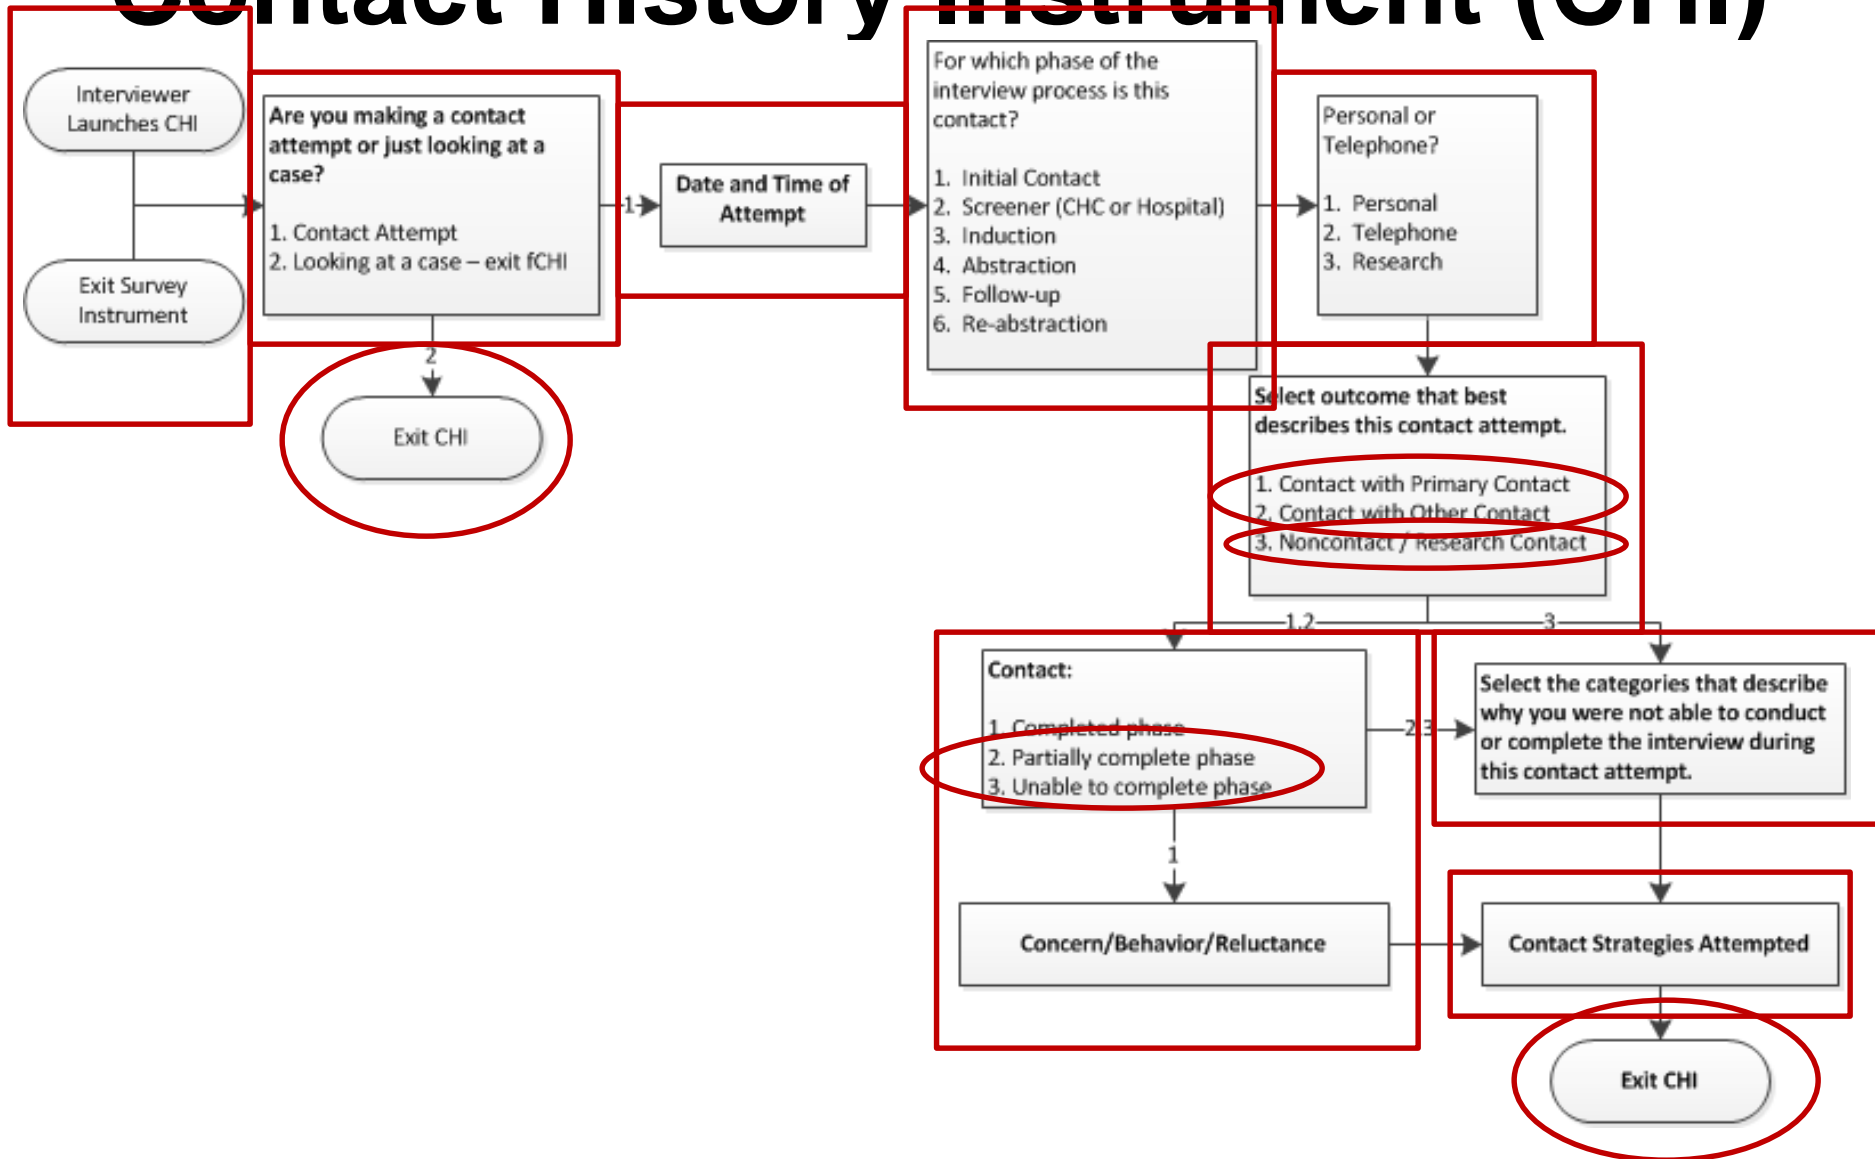 Contact History Instrument (CHI)
Interviewer
Launches CHI
Exit Survey
Instrument
Are you making a contact
attempt or just looking at a
case?
1. Contact Attempt
2. Looking at a case – exit fCHI
2
Exit CHI
1
Date and Time of
Attempt
For which phase of the
interview process is this
contact?
1. Initial Contact
2. Screener (CHC or Hospital)
3. Induction
4. Abstraction
5. Follow-up
6. Re-abstraction
Personal or
Telephone?
1. Personal
2. Telephone
3. Research
Select outcome that best
describes this contact attempt.
1. Contact with Primary Contact
2. Contact with Other Contact
3. Noncontact / Research Contact
1,2
3
Contact:
1. Completed phase
2. Partially complete phase
3. Unable to complete phase
2,3
Select the categories that describe
why you were not able to conduct
or complete the interview during
this contact attempt.
1
Concern/Behavior/Reluctance
Contact Strategies Attempted
Exit CHI